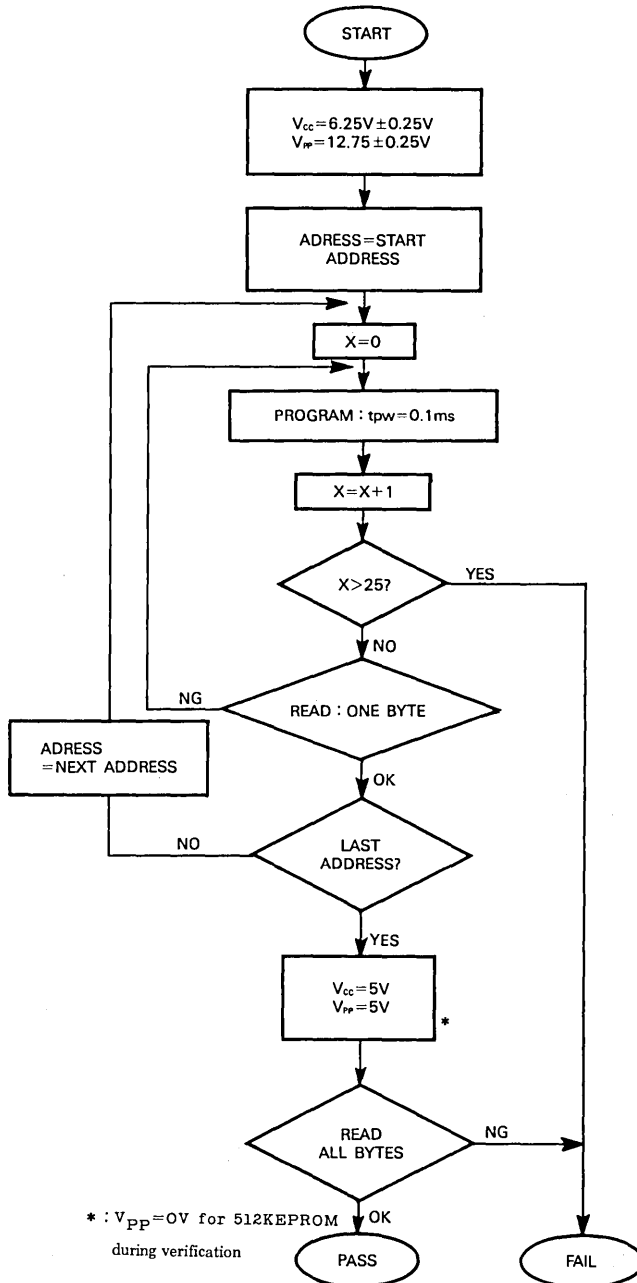 START
Vcc=6.25V±0.25V
VPP=12.75±0.25V
ADRESS=START
ADDRESS
X=0
PROGRAM : tpw=0.1ms
X=X+1
X>25?
YES
NO
READ : ONE BYTE
NG
ADRESS
=NEXT ADDRESS
OK
LAST
ADDRESS?
NO
YES
Vcc=5V
VPP=5V
*
READ
ALL BYTES
NG
OK
* : VPP=0V for 512KEPROM
during verification
PASS
FAIL